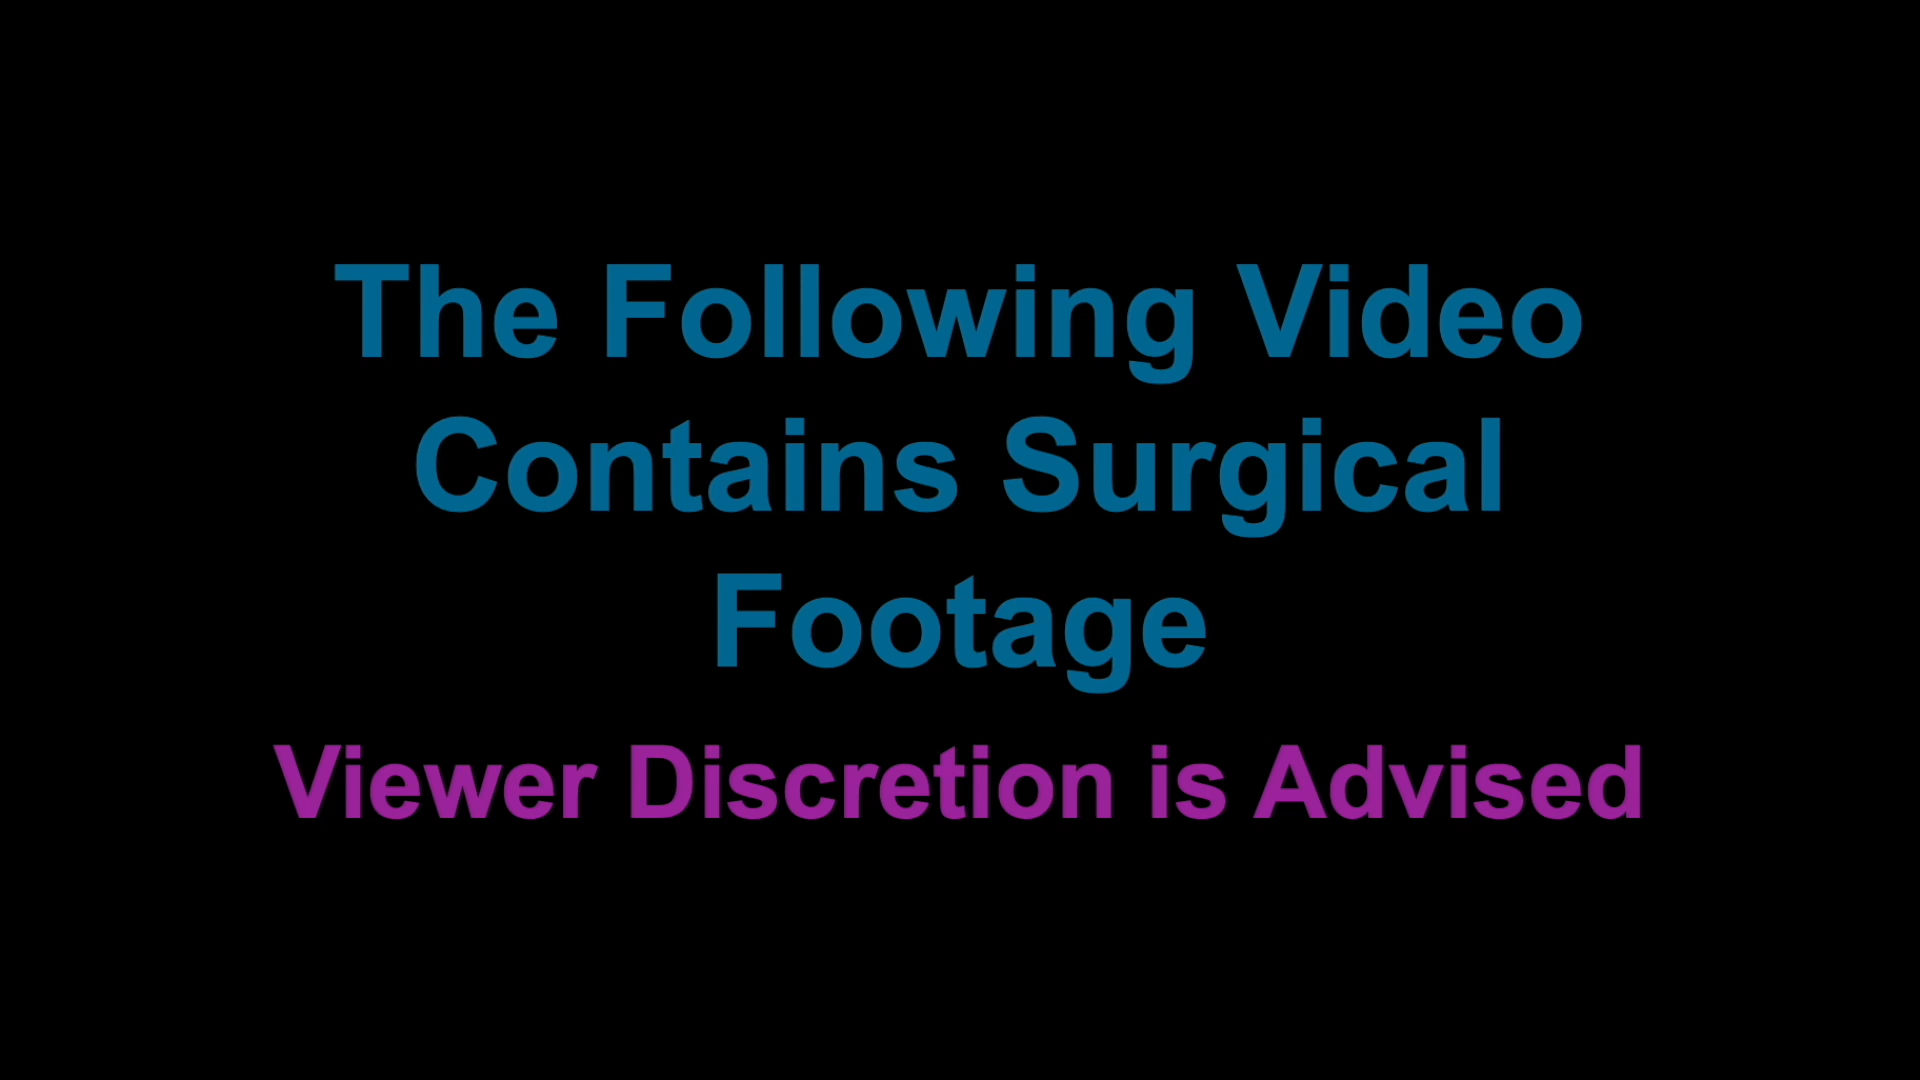 The Following Video
Contains Surgical
Footage
Viewer Discretion is Advised